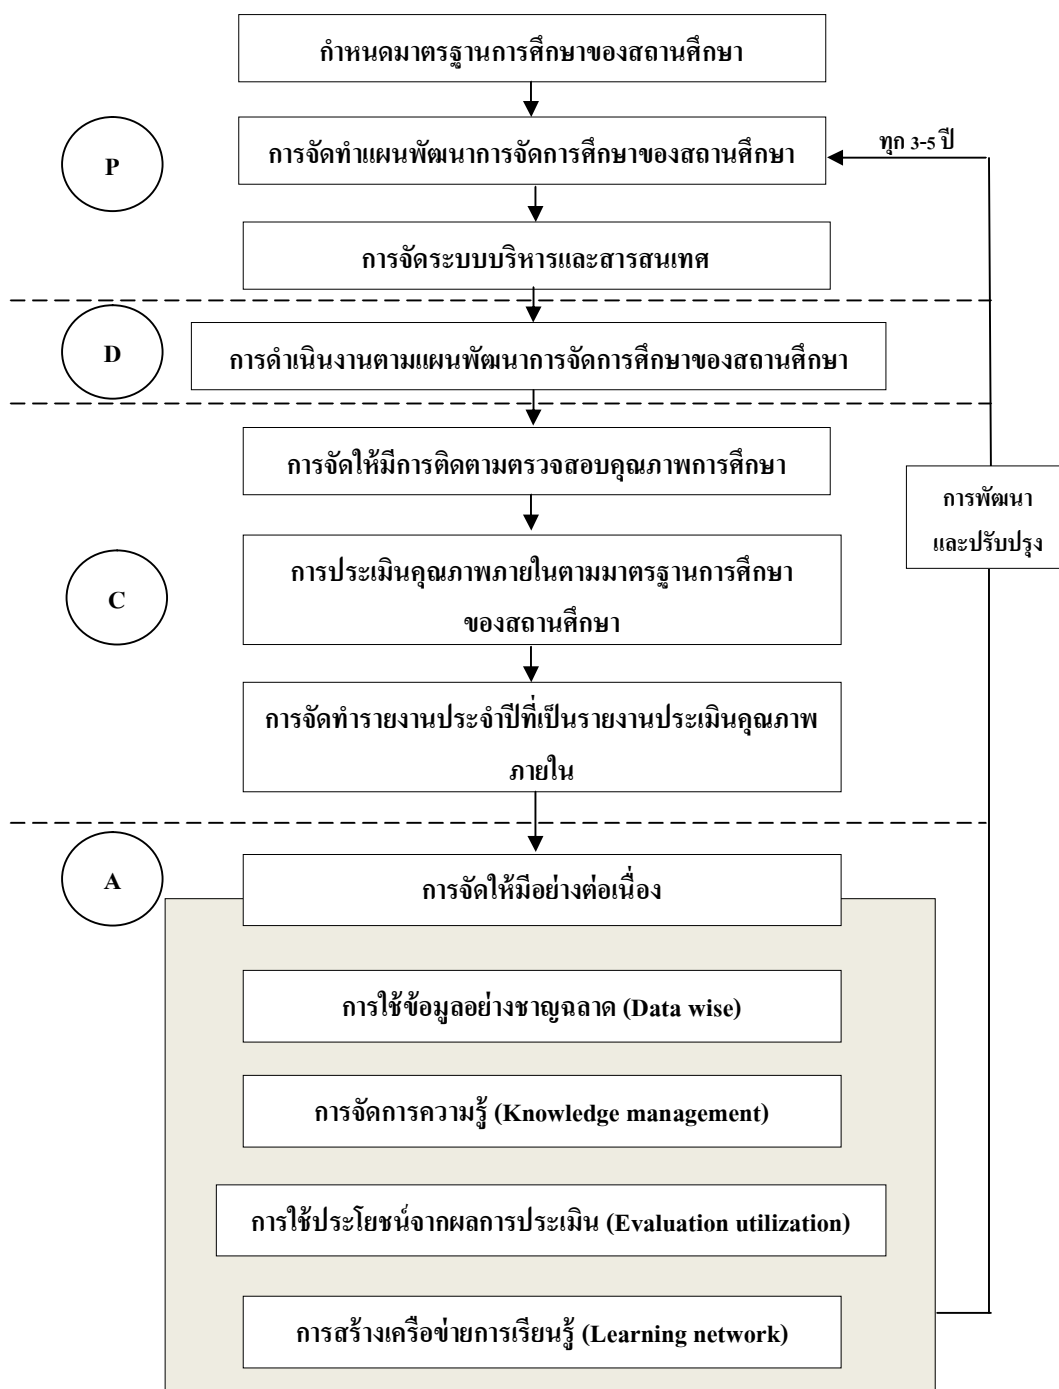 กำหนดมาตรฐานการศึกษาของสถานศึกษา
P
การจัดทำแผนพัฒนาการจัดการศึกษาของสถานศึกษา
ทุก 3-5 ปี
การจัดระบบบริหารและสารสนเทศ
D
การดำเนินงานตามแผนพัฒนาการจัดการศึกษาของสถานศึกษา
การจัดให้มีการติดตามตรวจสอบคุณภาพการศึกษา
การพัฒนา
และปรับปรุง
C
การประเมินคุณภาพภายในตามมาตรฐานการศึกษา
ของสถานศึกษา
การจัดทำรายงานประจำปีที่เป็นรายงานประเมินคุณภาพ
ภายใน
A
การจัดให้มีอย่างต่อเนื่อง
การใช้ข้อมูลอย่างชาญฉลาด (Data wise)
การจัดการความรู้ (Knowledge management)
การใช้ประโยชน์จากผลการประเมิน (Evaluation utilization)
การสร้างเครือข่ายการเรียนรู้ (Learning network)